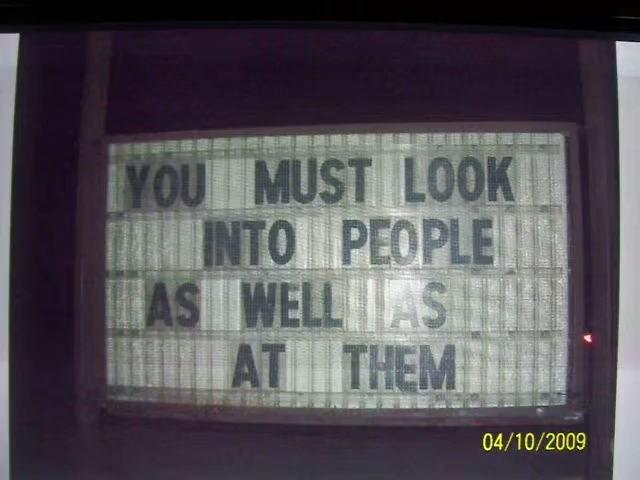 YOU MUST LOOK
INTO PEOPLE
AS WELL AS
AT THEM
04/10/2009